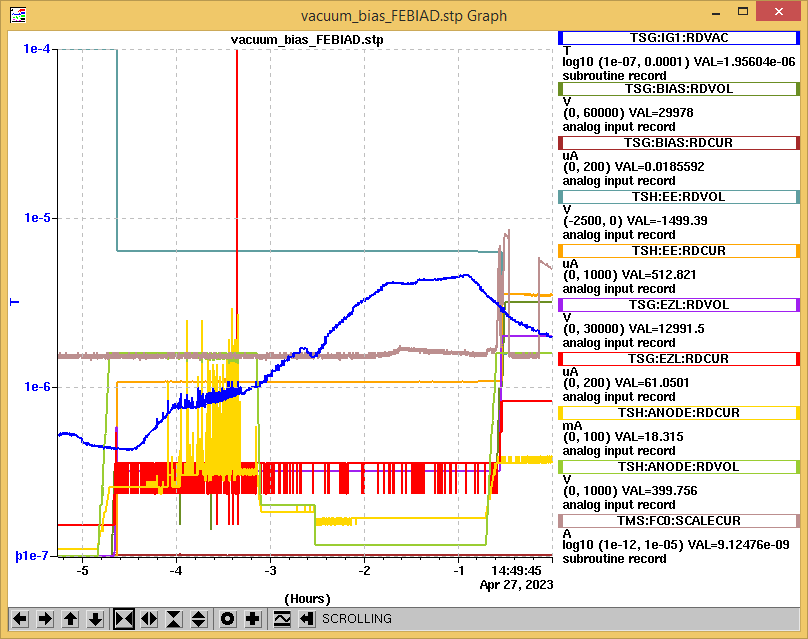 vacuum_bias_FEBIAD.stp Graph
vacuum_bias_FEBIAD.stp
1e-4
1e-5
T
1e-6
1e-7
-5
-4
-3
-2
-1
14:49:45
Apr 27, 2023
(Hours)
TSG:IG1:RDVAC
T
log10 (1e-07, 0.0001) VAL=1.95604e-06
subroutine record
TSG:BIAS:RDVOL
V
(0, 60000) VAL=29978
analog input record
TSG:BIAS:RDCUR
uA
(0, 200) VAL=0.0185592
analog input record
TSH:EE:RDVOL
V
(-2500, 0) VAL=-1499.39
analog input record
TSH:EE:RDCUR
uA
(0, 1000) VAL=512.821
analog input record
TSG:EZL:RDVOL
V
(0, 30000) VAL=12991.5
analog input record
TSG:EZL:RDCUR
uA
(0, 200) VAL=61.0501
analog input record
TSH:ANODE:RDCUR
mA
(0, 100) VAL=18.315
analog input record
TSH:ANODE:RDVOL
V
(0, 1000) VAL=399.756
analog input record
TMS:FC0:SCALECUR
A
log10 (1e-12, 1e-05) VAL=9.12476e-09
subroutine record
SCROLLING